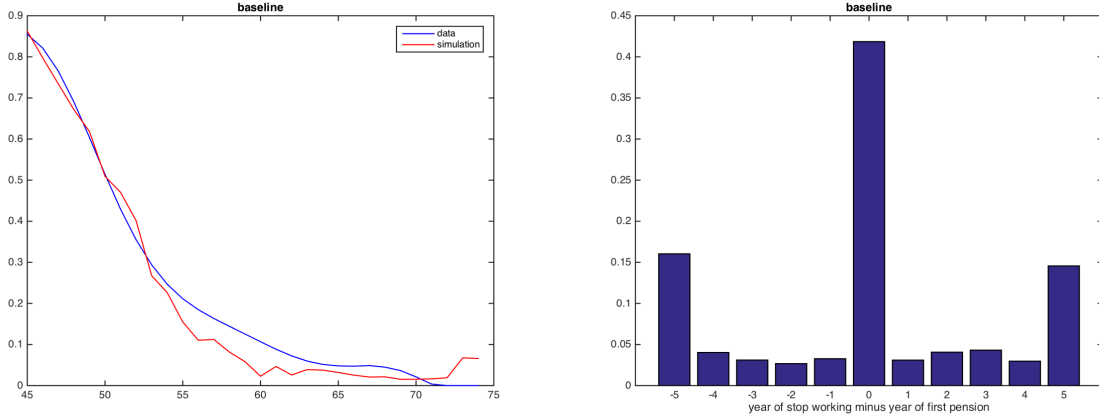 baseline
0.9
0.8
0.7
0.6
0.5
0.4
0.3
0.2
0.1
0
45 50 55 60 65 70 75
data
simulation
baseline
0.45
0.4
0.35
0.3
0.25
0.2
0.15
0.1
0.05
0
-5 -4 -3 -2 -1 0 1 2 3 4 5
year of stop working minus year of first pension